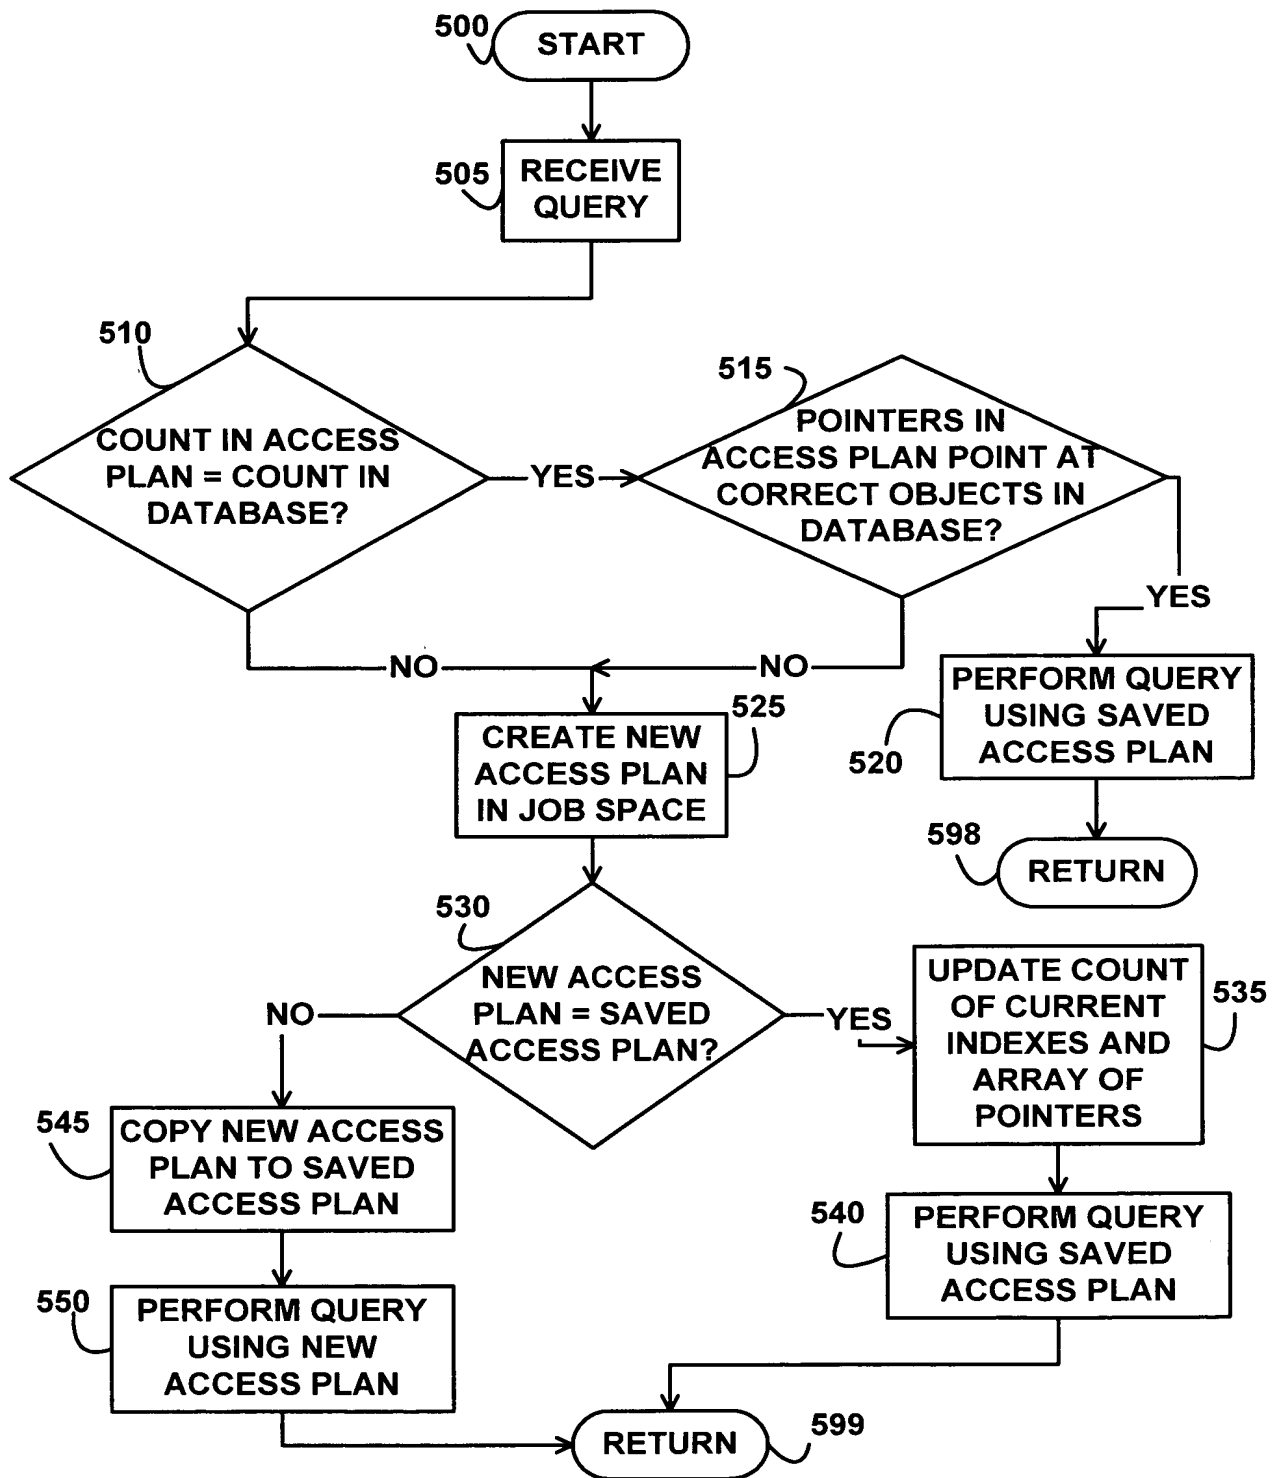 500
START
505
RECEIVE
QUERY
510
COUNT IN ACCESS
PLAN = COUNT IN
DATABASE?
YES
515
POINTERS IN
ACCESS PLAN POINT AT
CORRECT OBJECTS IN
DATABASE?
YES
NO
NO
520
PERFORM QUERY
USING SAVED
ACCESS PLAN
525
CREATE NEW
ACCESS PLAN
IN JOB SPACE
598
RETURN
530
NEW ACCESS
PLAN = SAVED
ACCESS PLAN?
NO
YES
535
UPDATE COUNT
OF CURRENT
INDEXES AND
ARRAY OF
POINTERS
545
COPY NEW ACCESS
PLAN TO SAVED
ACCESS PLAN
540
PERFORM QUERY
USING SAVED
ACCESS PLAN
550
PERFORM QUERY
USING NEW
ACCESS PLAN
RETURN
599